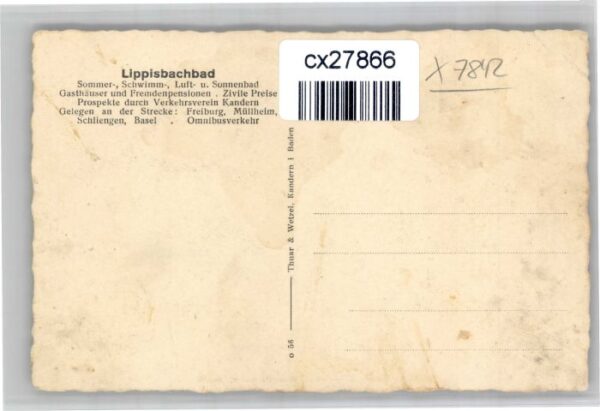 Lippisbachbad
Sommer-, Schwimm-, Luft- u. Sonnenbad
Gasthäuser und Fremdenpensionen . Zivile Preise
Prospekte durch Verkehrsverein Kandern
Gelegen an der Strecke: Freiburg, Müllheim,
Schliengen, Basel . Omnibusverkehr
cx27866
X 7842
o 56 — Thuar & Wetzel, Kandern i Baden